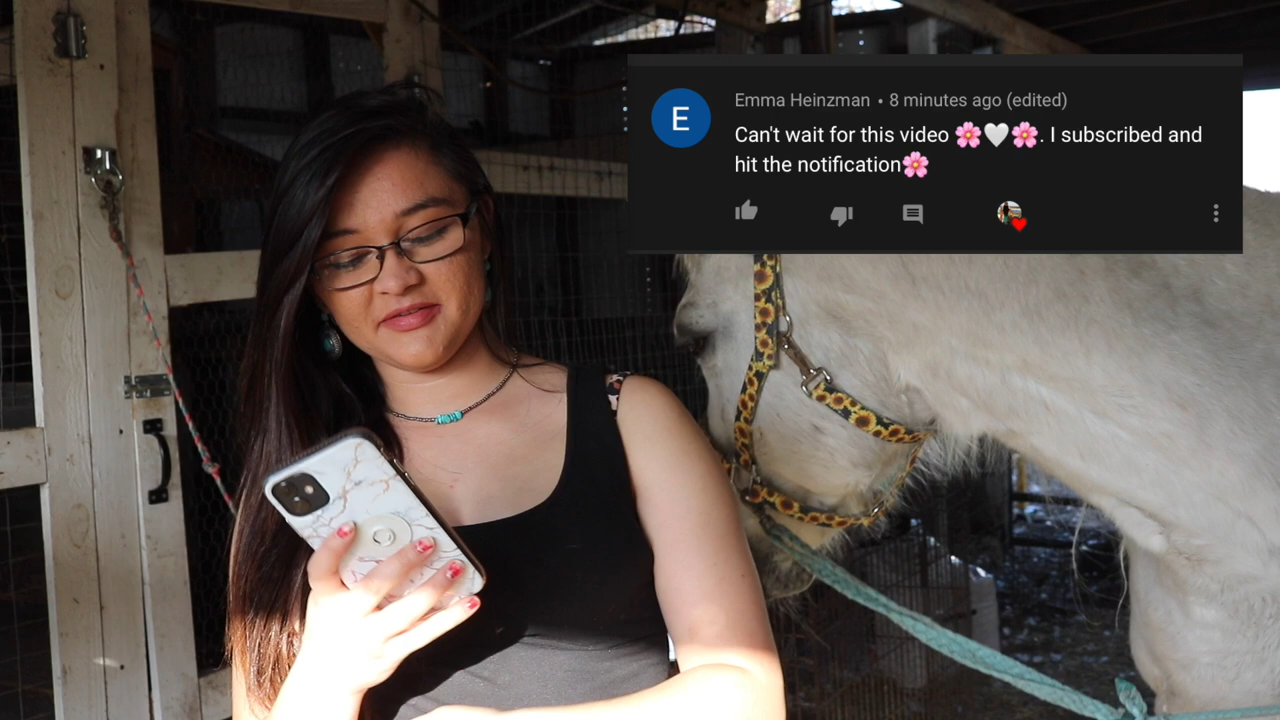 E
Emma Heinzman • 8 minutes ago (edited)
Can't wait for this video 🌸🤍🌸. I subscribed and
hit the notification🌸